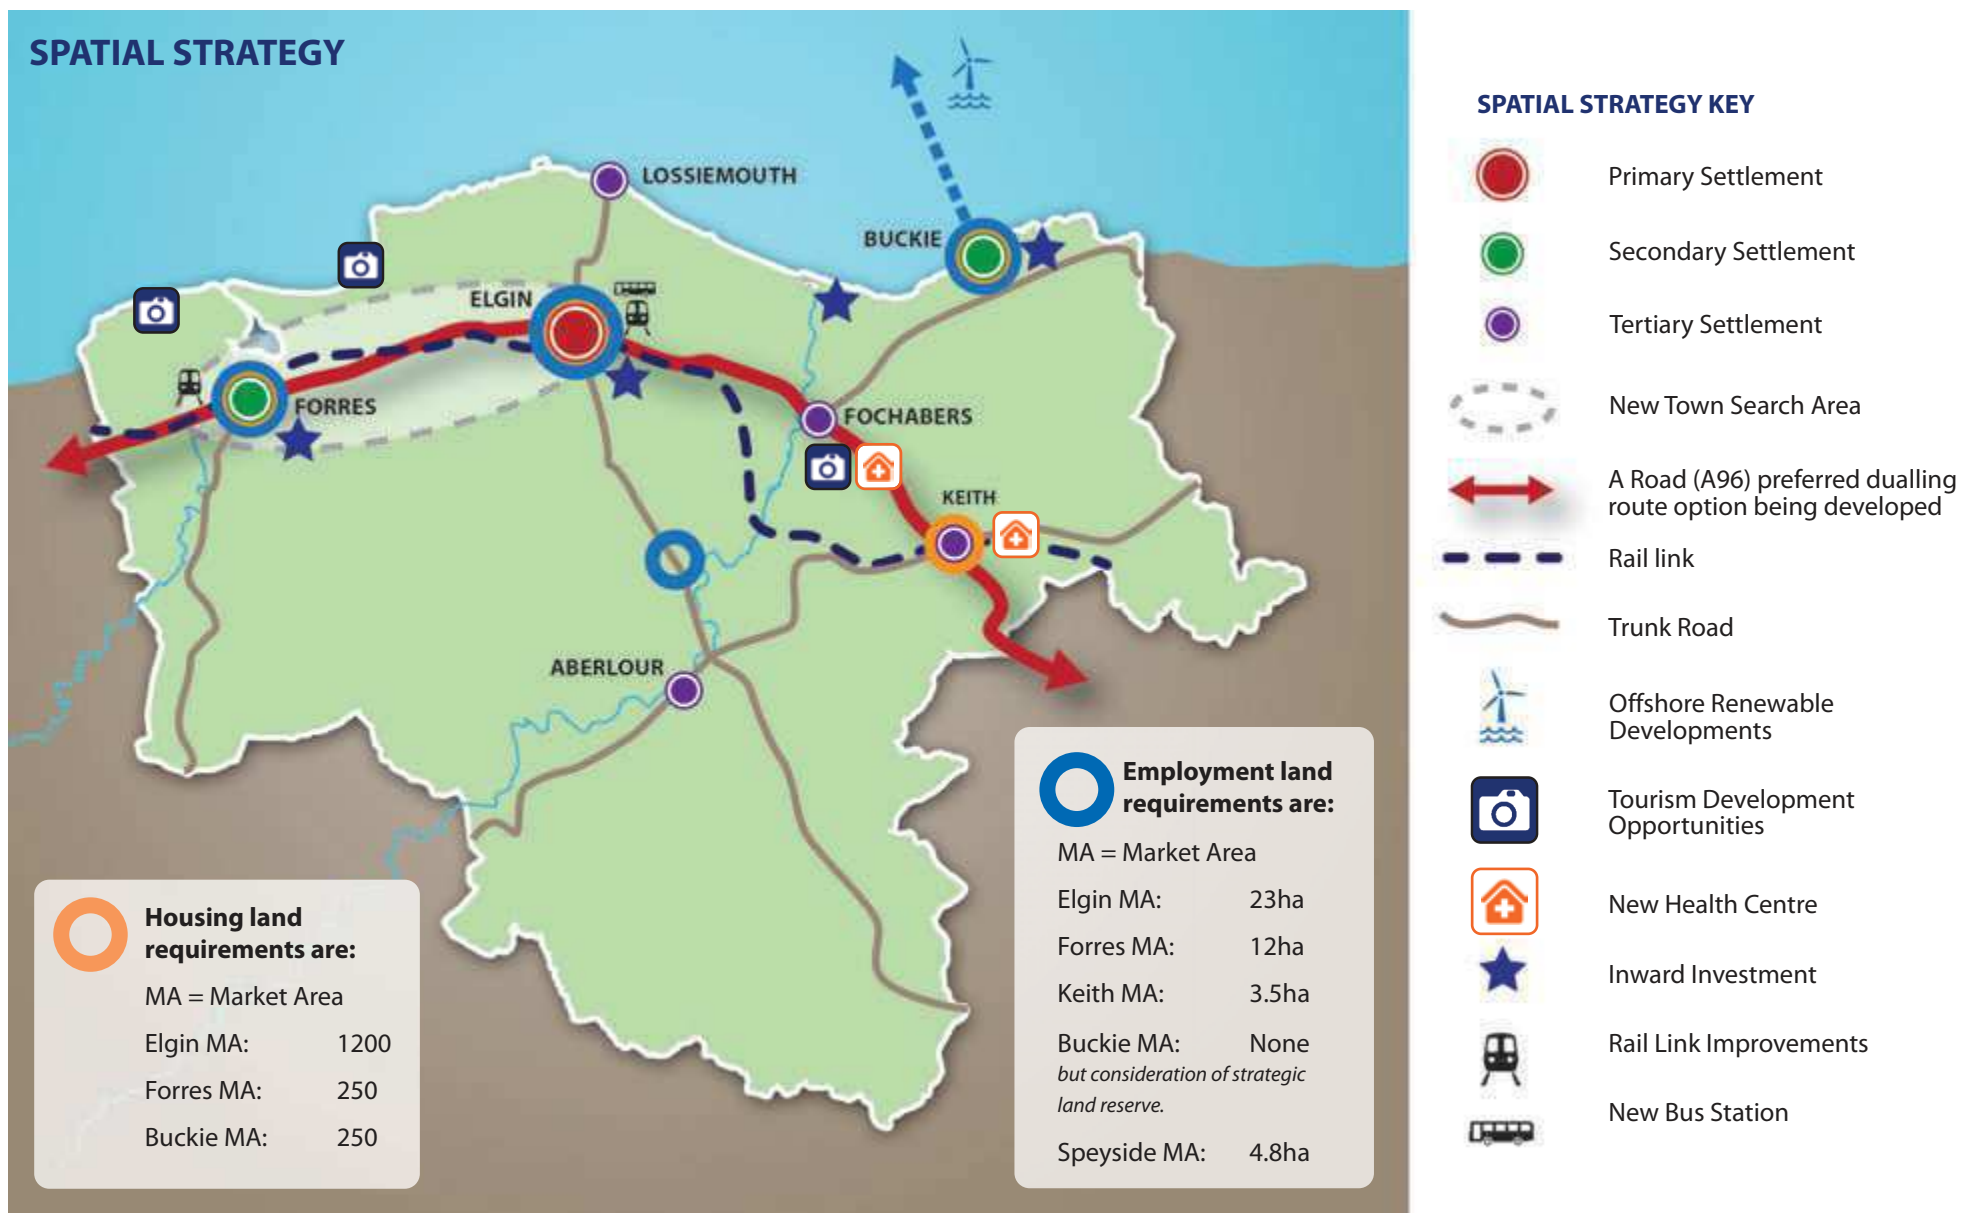 SPATIAL STRATEGY
LOSSIEMOUTH
BUCKIE
ELGIN
FORRES
FOCHABERS
KEITH
ABERLOUR
Housing land
requirements are:
MA = Market Area
Elgin MA: 1200
Forres MA: 250
Buckie MA: 250
Employment land
requirements are:
MA = Market Area
Elgin MA: 23ha
Forres MA: 12ha
Keith MA: 3.5ha
Buckie MA: None
but consideration of strategic
land reserve.
Speyside MA: 4.8ha
SPATIAL STRATEGY KEY
Primary Settlement
Secondary Settlement
Tertiary Settlement
New Town Search Area
A Road (A96) preferred dualling
route option being developed
Rail link
Trunk Road
Offshore Renewable
Developments
Tourism Development
Opportunities
New Health Centre
Inward Investment
Rail Link Improvements
New Bus Station